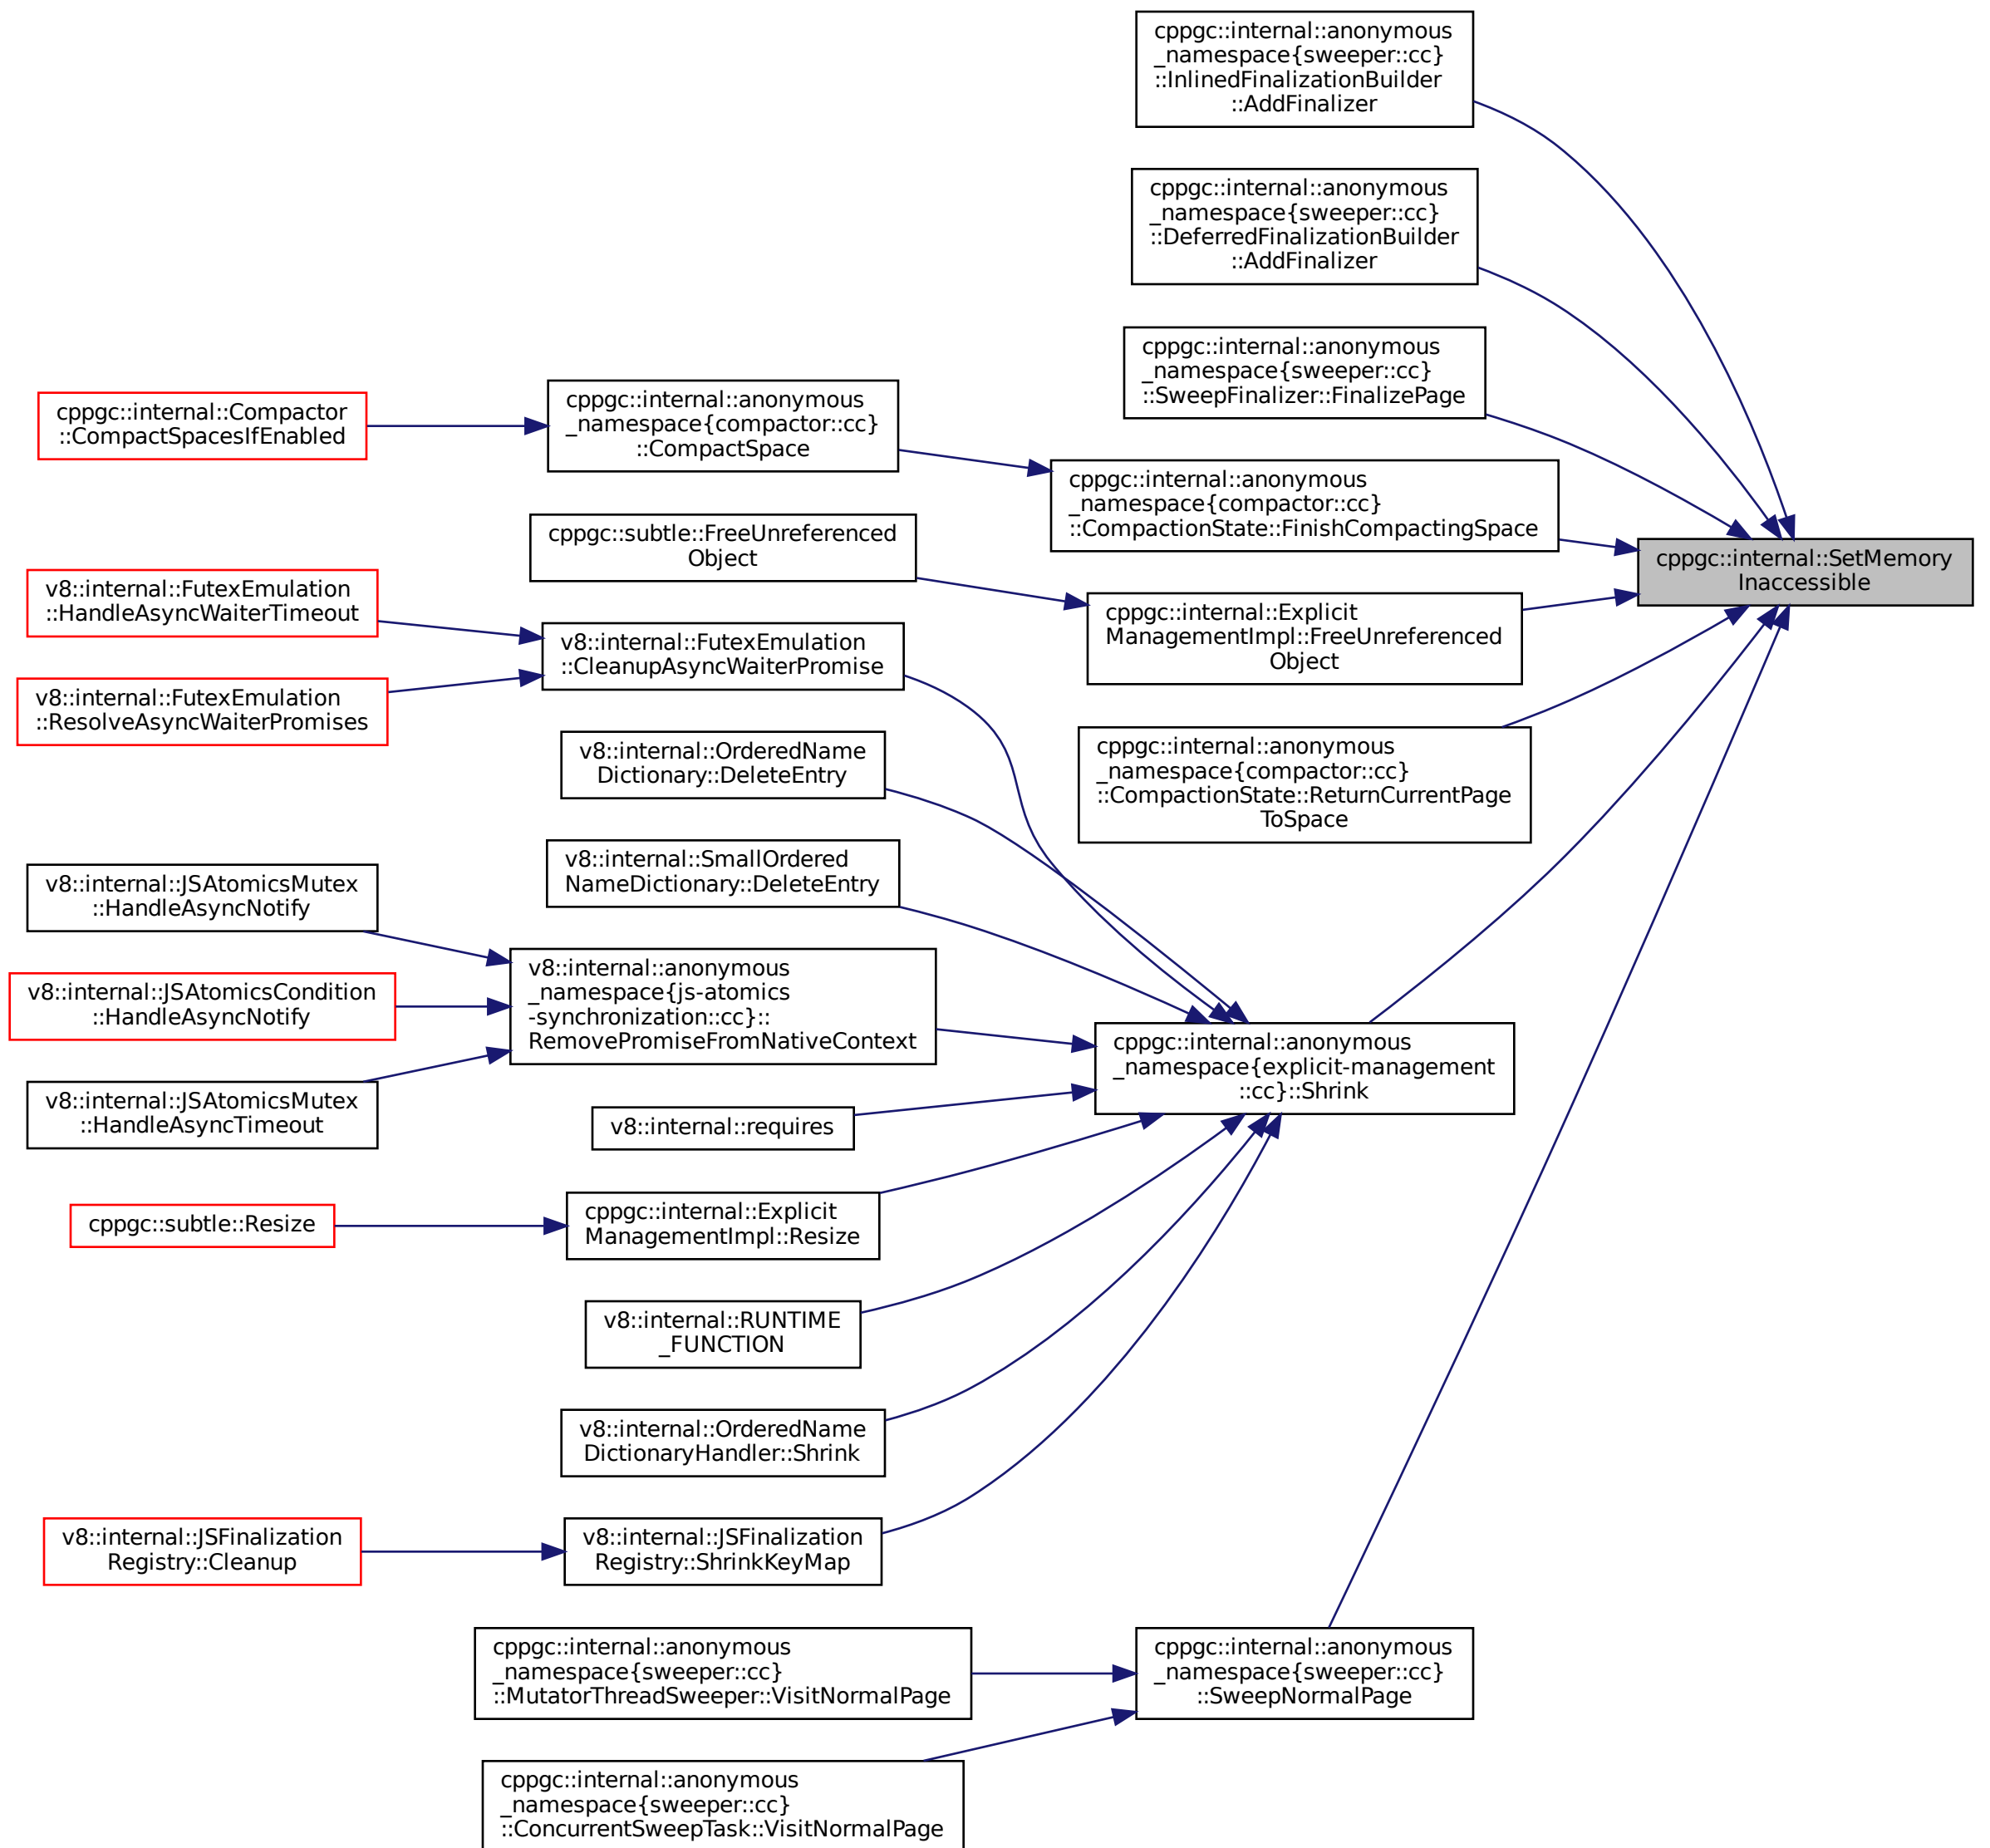 cppgc::internal::anonymous
_namespace{sweeper::cc}
::InlinedFinalizationBuilder
::AddFinalizer
cppgc::internal::anonymous
_namespace{sweeper::cc}
::DeferredFinalizationBuilder
::AddFinalizer
cppgc::internal::anonymous
_namespace{sweeper::cc}
::SweepFinalizer::FinalizePage
cppgc::internal::Compactor
::CompactSpacesIfEnabled
cppgc::internal::anonymous
_namespace{compactor::cc}
::CompactSpace
cppgc::internal::anonymous
_namespace{compactor::cc}
::CompactionState::FinishCompactingSpace
cppgc::subtle::FreeUnreferenced
Object
cppgc::internal::SetMemory
Inaccessible
v8::internal::FutexEmulation
::HandleAsyncWaiterTimeout
cppgc::internal::Explicit
ManagementImpl::FreeUnreferenced
Object
v8::internal::FutexEmulation
::CleanupAsyncWaiterPromise
v8::internal::FutexEmulation
::ResolveAsyncWaiterPromises
v8::internal::OrderedName
Dictionary::DeleteEntry
cppgc::internal::anonymous
_namespace{compactor::cc}
::CompactionState::ReturnCurrentPage
ToSpace
v8::internal::SmallOrdered
NameDictionary::DeleteEntry
v8::internal::JSAtomicsMutex
::HandleAsyncNotify
v8::internal::JSAtomicsCondition
::HandleAsyncNotify
v8::internal::anonymous
_namespace{js-atomics
-synchronization::cc}::
RemovePromiseFromNativeContext
v8::internal::JSAtomicsMutex
::HandleAsyncTimeout
cppgc::internal::anonymous
_namespace{explicit-management
::cc}::Shrink
v8::internal::requires
cppgc::subtle::Resize
cppgc::internal::Explicit
ManagementImpl::Resize
v8::internal::RUNTIME
_FUNCTION
v8::internal::OrderedName
DictionaryHandler::Shrink
v8::internal::JSFinalization
Registry::Cleanup
v8::internal::JSFinalization
Registry::ShrinkKeyMap
cppgc::internal::anonymous
_namespace{sweeper::cc}
::MutatorThreadSweeper::VisitNormalPage
cppgc::internal::anonymous
_namespace{sweeper::cc}
::SweepNormalPage
cppgc::internal::anonymous
_namespace{sweeper::cc}
::ConcurrentSweepTask::VisitNormalPage